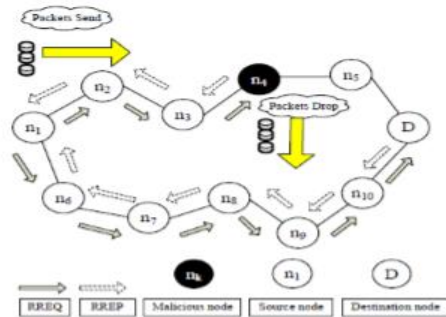 Packets Send
n2
n4
n5
n1
n3
Packets Drop
D
n6
n7
n8
n9
n10
nk
n1
D
RREQ
RREP
Malicious node
Source node
Destination node